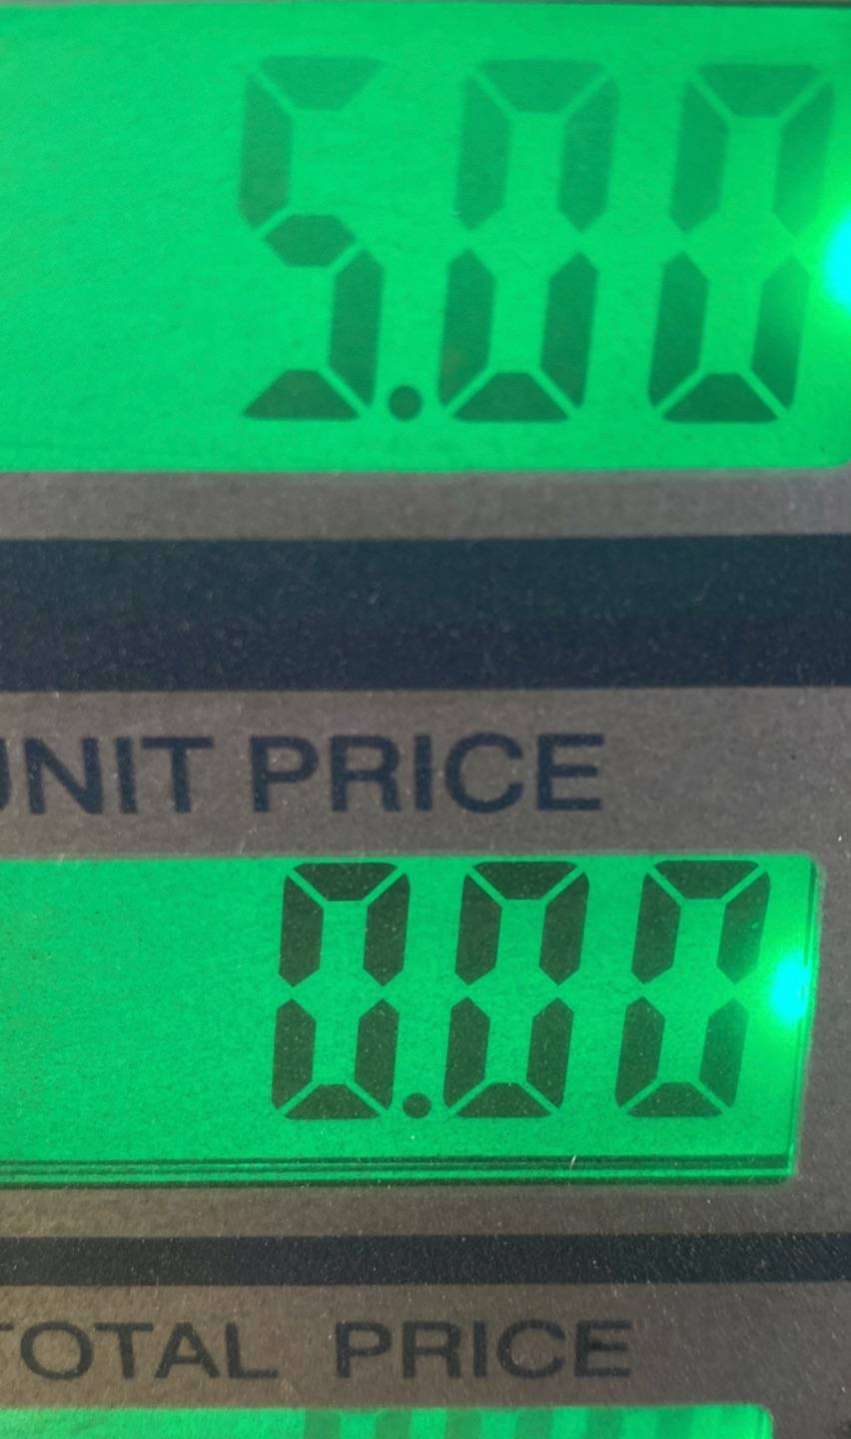 5.00
UNIT PRICE
0.00
TOTAL PRICE